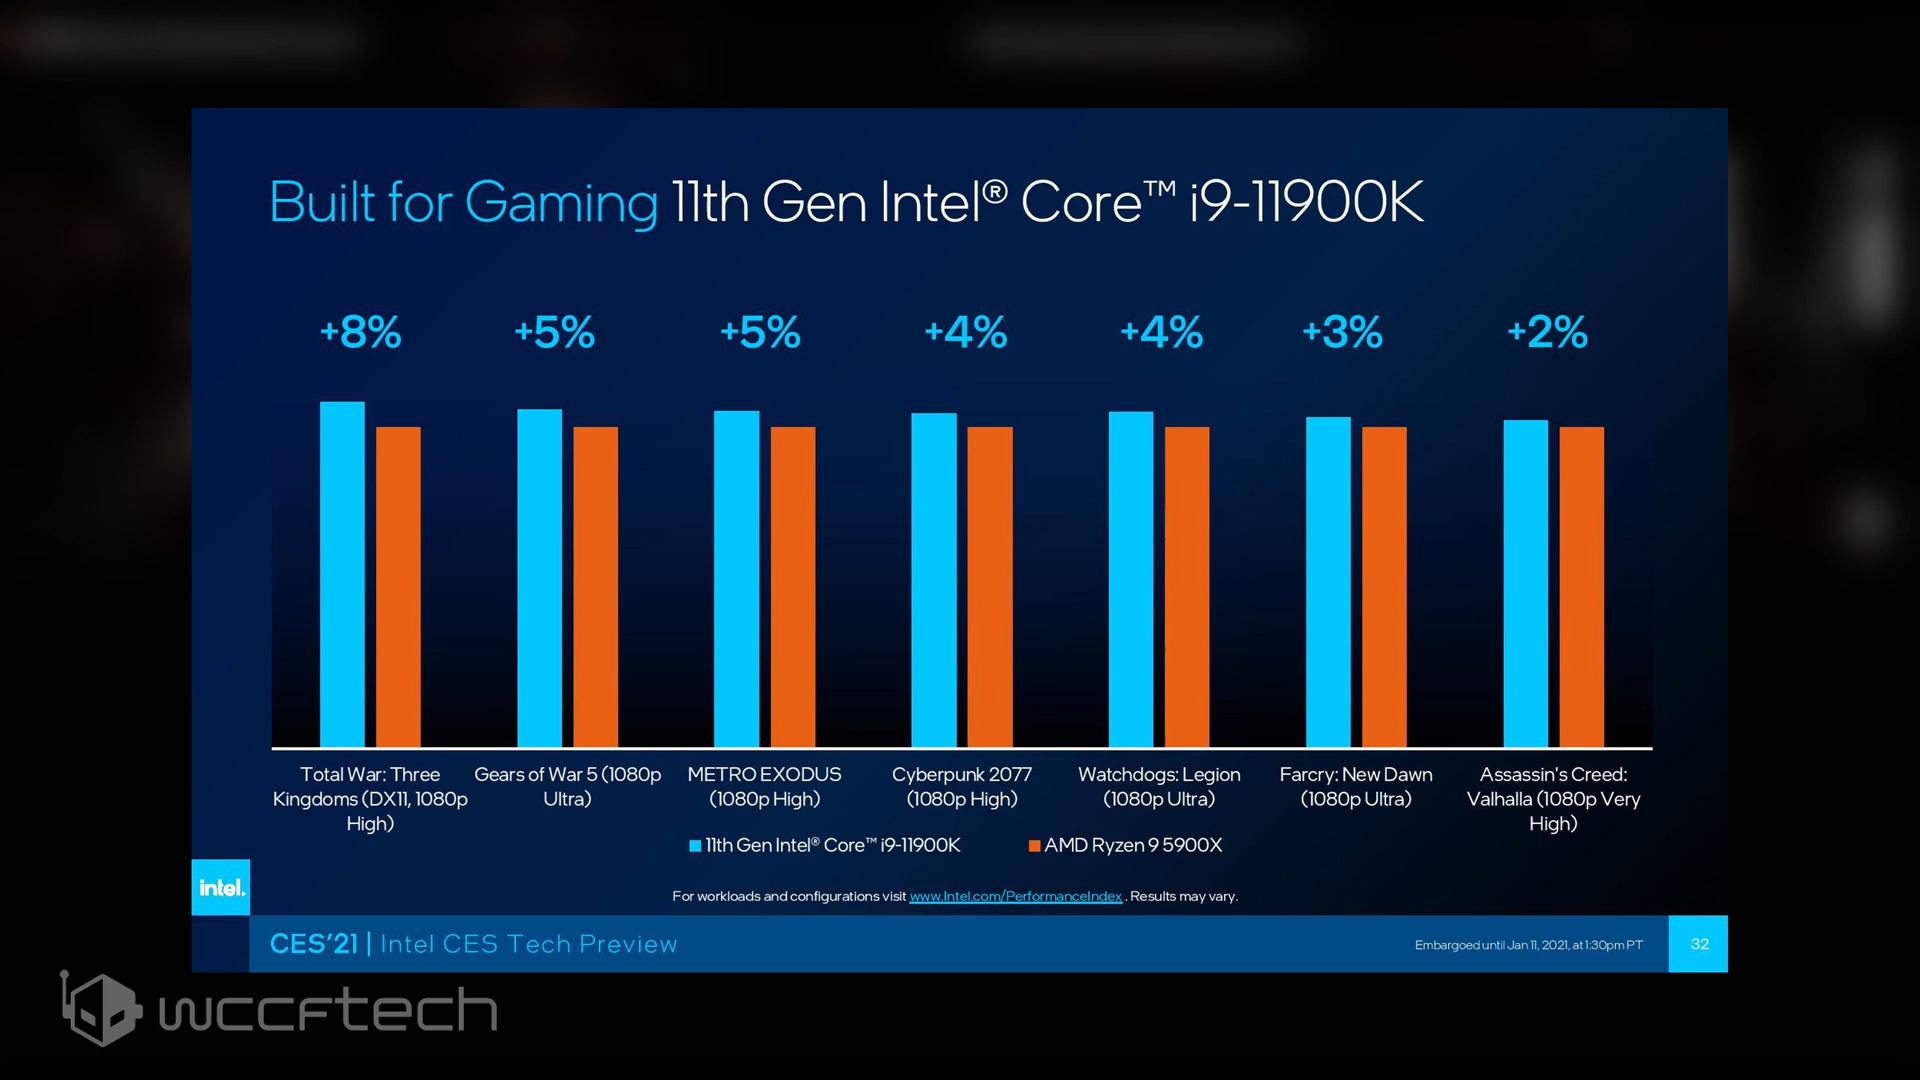 Built for Gaming 11th Gen Intel® Core™ i9-11900K
+8% +5% +5% +4% +4% +3% +2%
Total War: Three
Kingdoms (DX11, 1080p
High)
Gears of War 5 (1080p
Ultra)
METRO EXODUS
(1080p High)
Cyberpunk 2077
(1080p High)
Watchdogs: Legion
(1080p Ultra)
Farcry: New Dawn
(1080p Ultra)
Assassin's Creed:
Valhalla (1080p Very
High)
11th Gen Intel® Core™ i9-11900K AMD Ryzen 9 5900X
intel.
For workloads and configurations visit www.Intel.com/PerformanceIndex . Results may vary.
CES'21 | Intel CES Tech Preview
Embargoed until Jan 11, 2021, at 1:30pm PT
32
wccftech